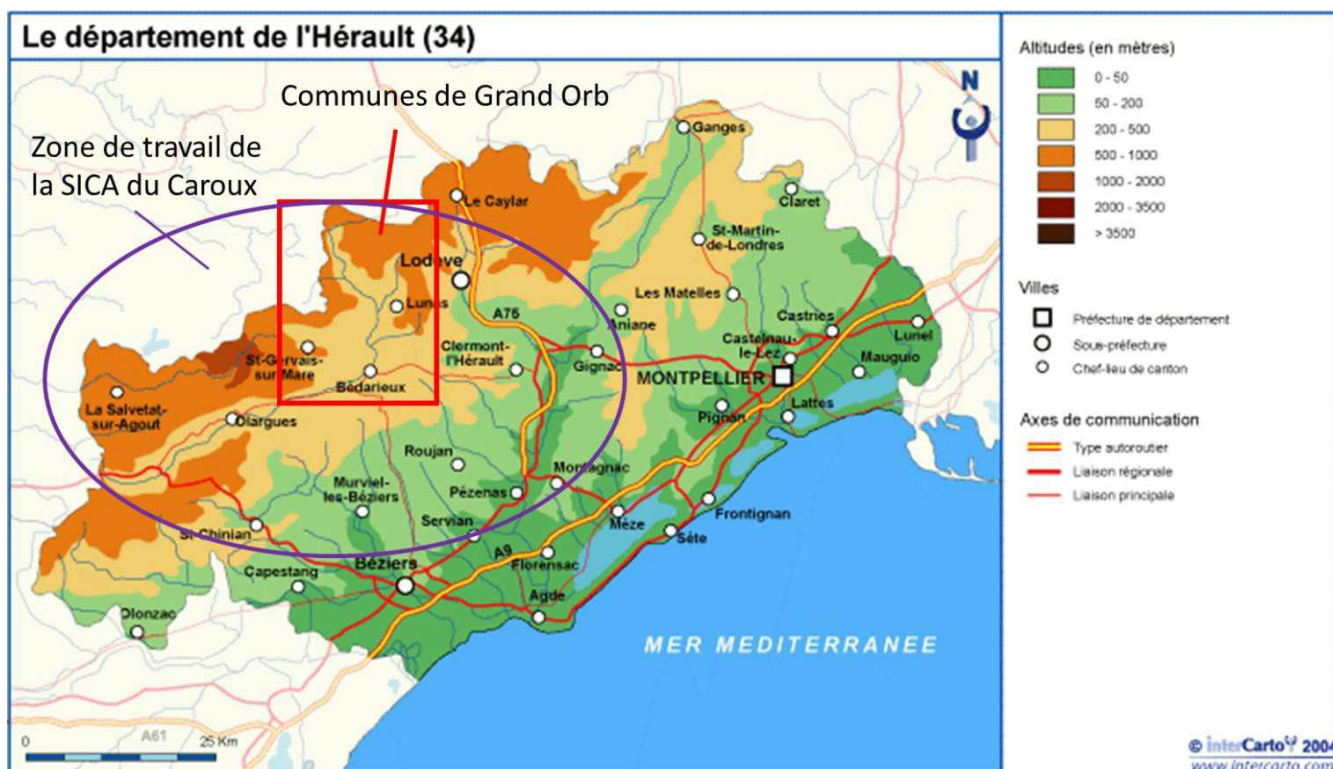 Le département de l'Hérault (34)
Communes de Grand Orb
Zone de travail de
la SICA du Caroux
Ganges
Le Caylar
Claret
St-Martin-
de-Londres
Lodève
Lunas
Les Matelles
A75
Aniane
Castries
Lunel
Castelnau-
le-Lez
Mauguio
St-Gervais-
sur Mare
Clermont-
l'Hérault
Gignac
MONTPELLIER
Bédarieux
La Salvetat-
sur-Agout
Olargues
Pignan
Lattes
Roujan
Montagnac
Murviel-
les-Béziers
Pézenas
Frontignan
Mèze
St-Chinian
Servian
Sète
A9
Florensac
Béziers
Capestang
Agde
Olonzac
MER MEDITERRANEE
A61
0 25 Km
N
Altitudes (en mètres)
0 - 50
50 - 200
200 - 500
500 - 1000
1000 - 2000
2000 - 3500
> 3500
Villes
Préfecture de département
Sous-préfecture
Chef-lieu de canton
Axes de communication
Type autoroutier
Liaison régionale
Liaison principale
© interCarto 2004
www.intercarto.com